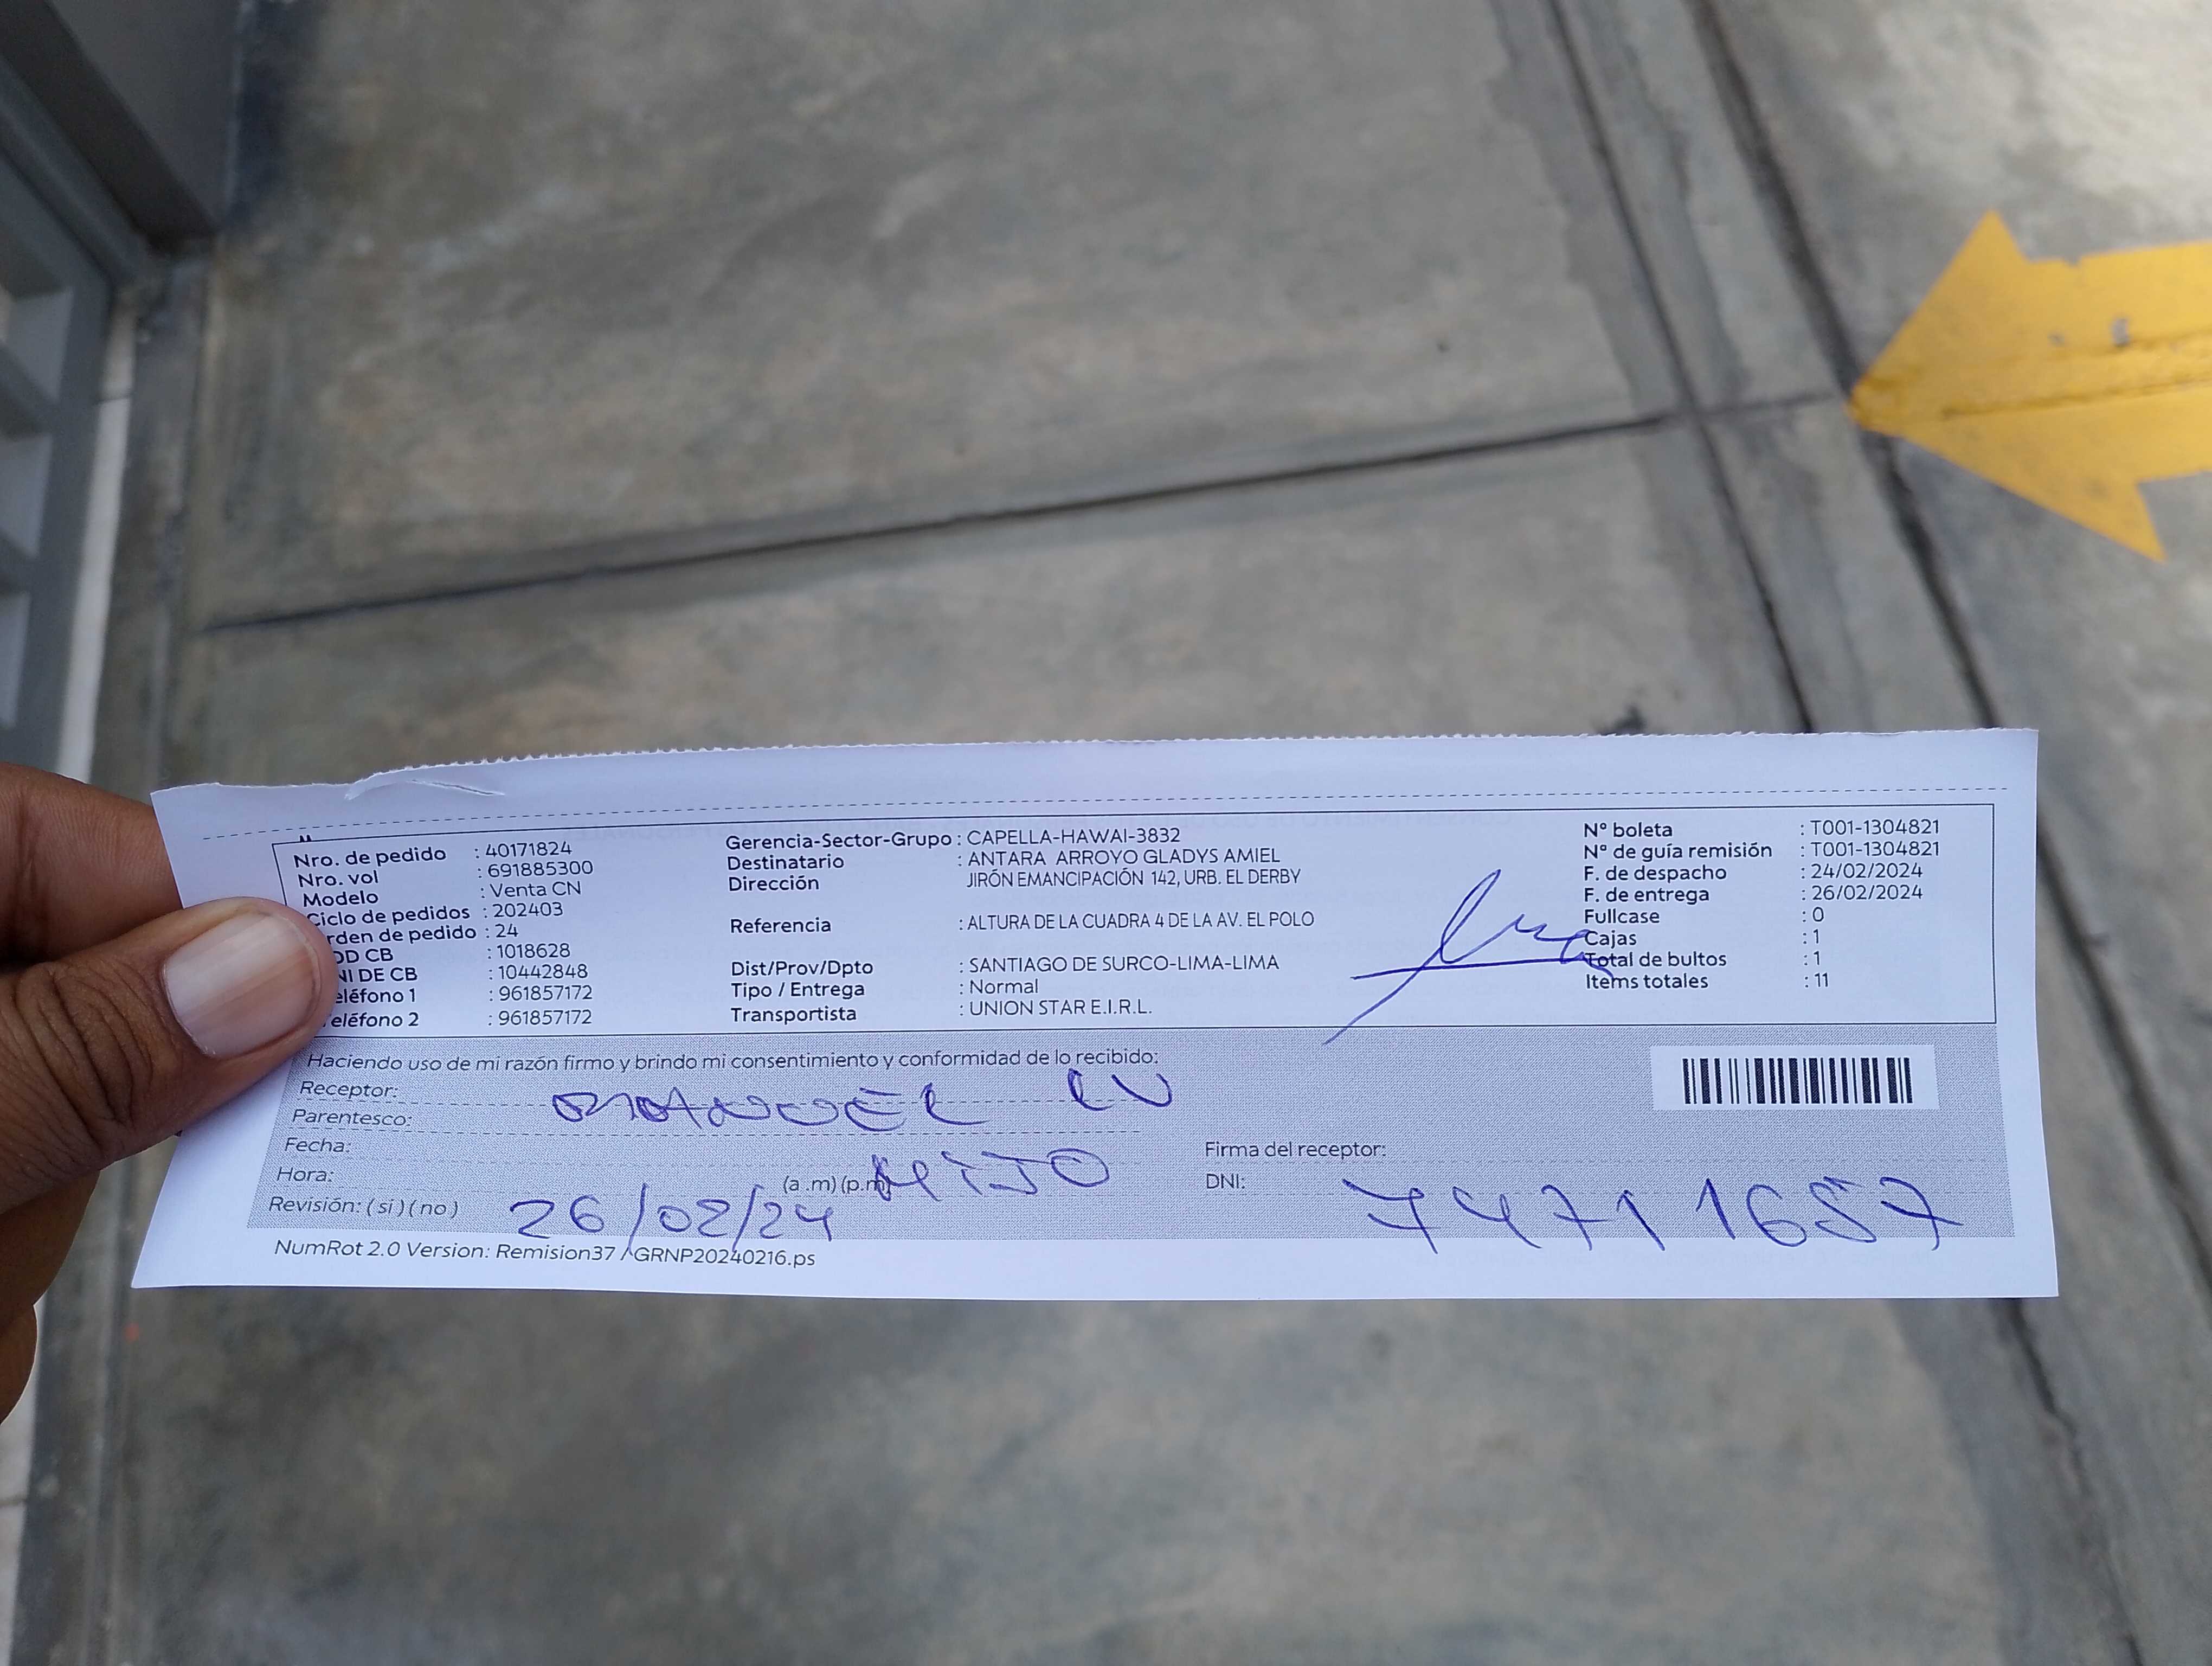 Nro. de pedido : 40171824
Nro. vol : 691885300
Modelo : Venta CN
Ciclo de pedidos : 202403
rden de pedido : 24
OD CB : 1018628
NI DE CB : 10442848
eléfono 1 : 961857172
eléfono 2 : 961857172
Gerencia-Sector-Grupo : CAPELLA-HAWAI-3832
Destinatario : ANTARA ARROYO GLADYS AMIEL
Dirección JIRÓN EMANCIPACIÓN 142, URB. EL DERBY
Referencia : ALTURA DE LA CUADRA 4 DE LA AV. EL POLO
Dist/Prov/Dpto : SANTIAGO DE SURCO-LIMA-LIMA
Tipo / Entrega : Normal
Transportista : UNION STAR E.I.R.L.
N° boleta : T001-1304821
N° de guía remisión : T001-1304821
F. de despacho : 24/02/2024
F. de entrega : 26/02/2024
Fullcase : 0
Cajas : 1
Total de bultos : 1
Items totales : 11
Haciendo uso de mi razón firmo y brindo mi consentimiento y conformidad de lo recibido:
Receptor:
Parentesco:
Fecha: HIJO
Hora: (a .m) (p.m)
Revisión: ( si ) ( no ) 26/02/24
Firma del receptor:
DNI: 74711657
NumRot 2.0 Version: Remision37 / GRNP20240216.ps